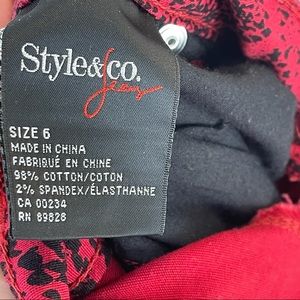 Style&co.
Jeans
SIZE 6
MADE IN CHINA
FABRIQUÉ EN CHINE
98% COTTON/COTON
2% SPANDEX/ÉLASTHANNE
CA 00234
RN 89828